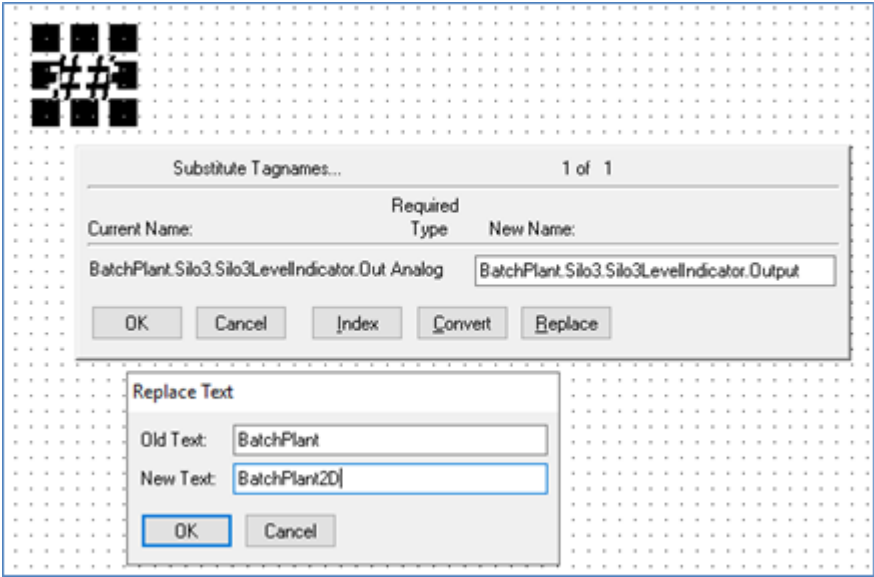 ##
Substitute Tagnames... 1 of 1
Required
Current Name: Type New Name:
BatchPlant.Silo3.Silo3LevelIndicator.Out Analog BatchPlant.Silo3.Silo3LevelIndicator.Output
OK Cancel Index Convert Replace
Replace Text
Old Text: BatchPlant
New Text: BatchPlant2D
OK Cancel